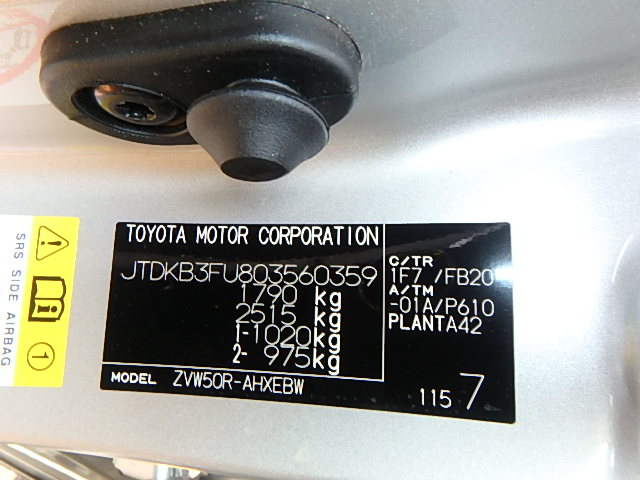 TOYOTA MOTOR CORPORATION
JTDKB3FU803560359
1790 kg
2515 kg
1-1020kg
2- 975kg
MODEL ZVW50R-AHXEBW
C/TR
1F7 /FB20
A/TM
-01A/P610
PLANTA42
115 7
SRS SIDE AIRBAG
1